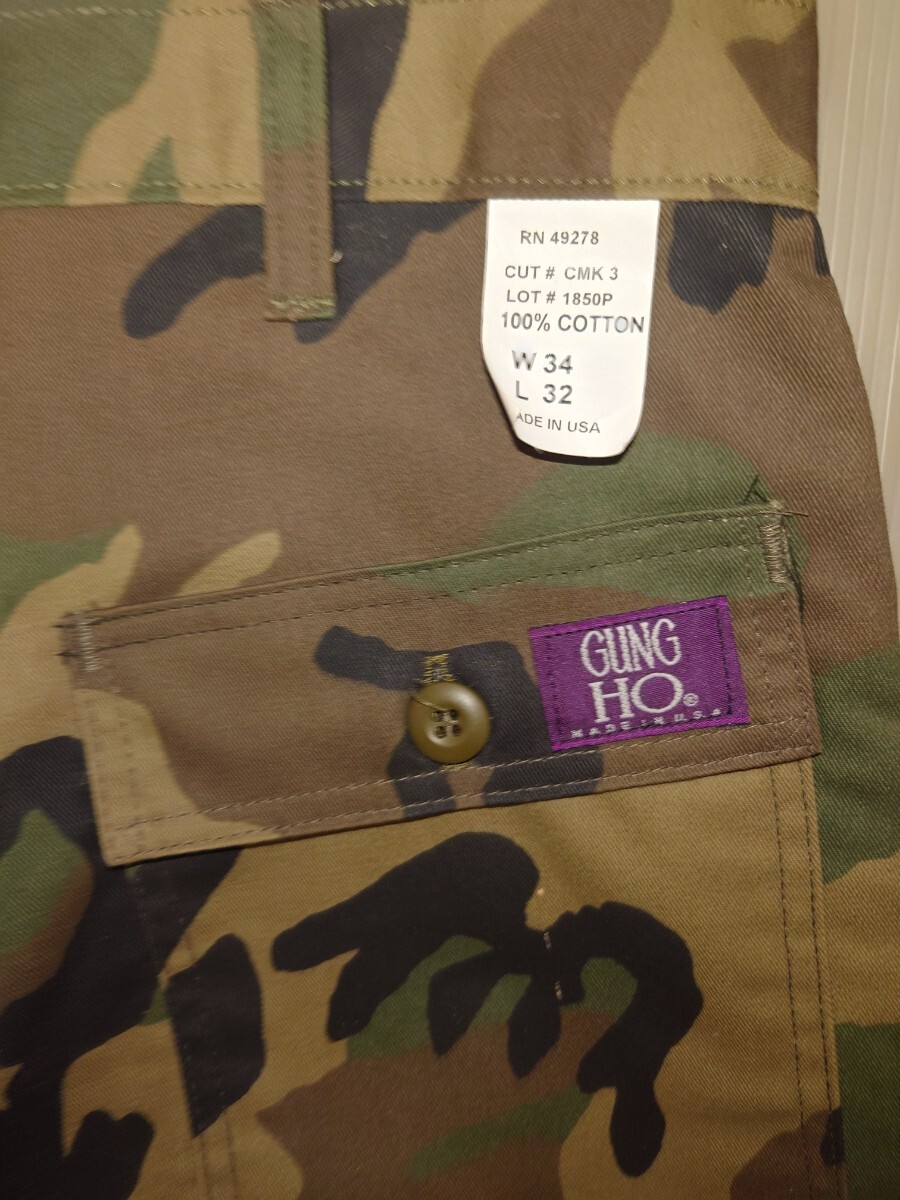 RN 49278
CUT # CMK 3
LOT # 1850P
100% COTTON
W 34
L 32
ADE IN USA
GUNG
HO®
MADE IN U.S.A.